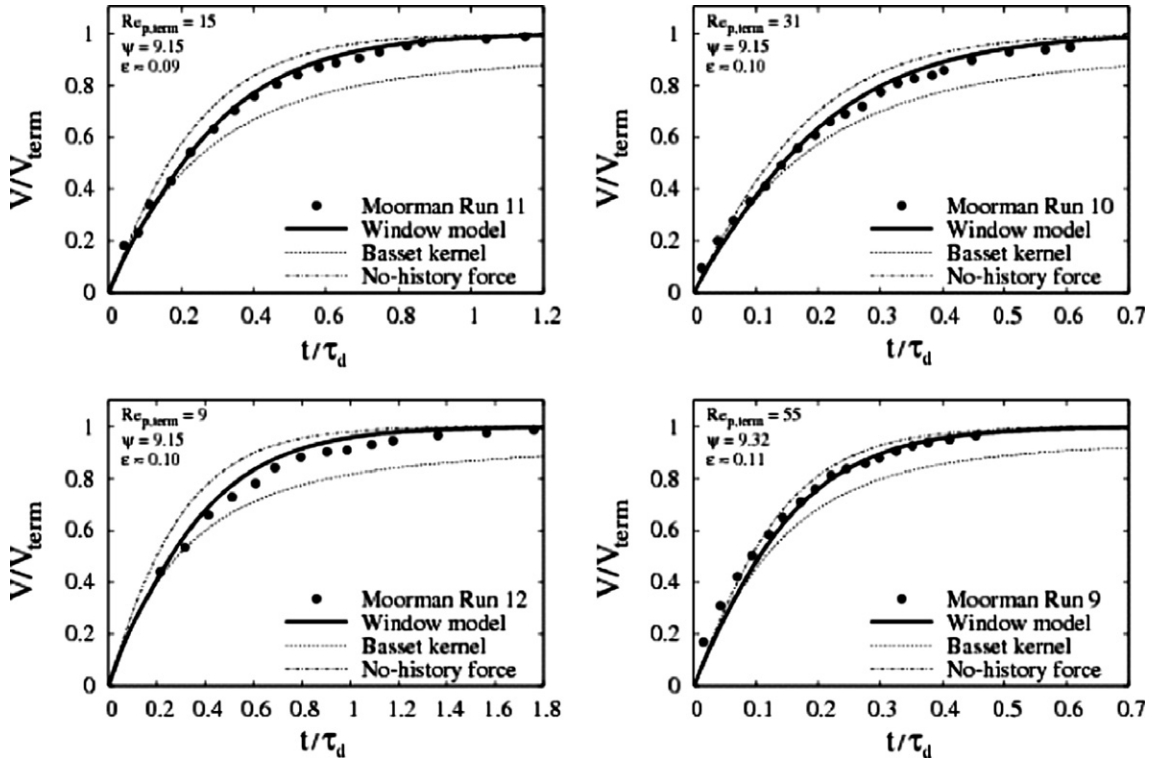 Re_p,term = 15
ψ = 9.15
ε ≈ 0.09
V/V_term
1
0.8
0.6
0.4
0.2
0
Moorman Run 11
Window model
Basset kernel
No-history force
0 0.2 0.4 0.6 0.8 1 1.2
t/τ_d
Re_p,term = 31
ψ = 9.15
ε ≈ 0.10
V/V_term
1
0.8
0.6
0.4
0.2
0
Moorman Run 10
Window model
Basset kernel
No-history force
0 0.1 0.2 0.3 0.4 0.5 0.6 0.7
t/τ_d
Re_p,term = 9
ψ = 9.15
ε ≈ 0.10
V/V_term
1
0.8
0.6
0.4
0.2
0
Moorman Run 12
Window model
Basset kernel
No-history force
0 0.2 0.4 0.6 0.8 1 1.2 1.4 1.6 1.8
t/τ_d
Re_p,term = 55
ψ = 9.32
ε ≈ 0.11
V/V_term
1
0.8
0.6
0.4
0.2
0
Moorman Run 9
Window model
Basset kernel
No-history force
0 0.1 0.2 0.3 0.4 0.5 0.6 0.7
t/τ_d